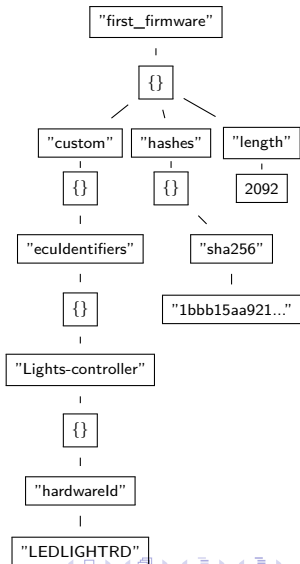 "first_firmware"
{}
"custom" "hashes" "length"
{} {} 2092
"ecuIdentifiers" "sha256"
{} "1bbb15aa921..."
"Lights-controller"
{}
"hardwareId"
"LEDLIGHTRD"